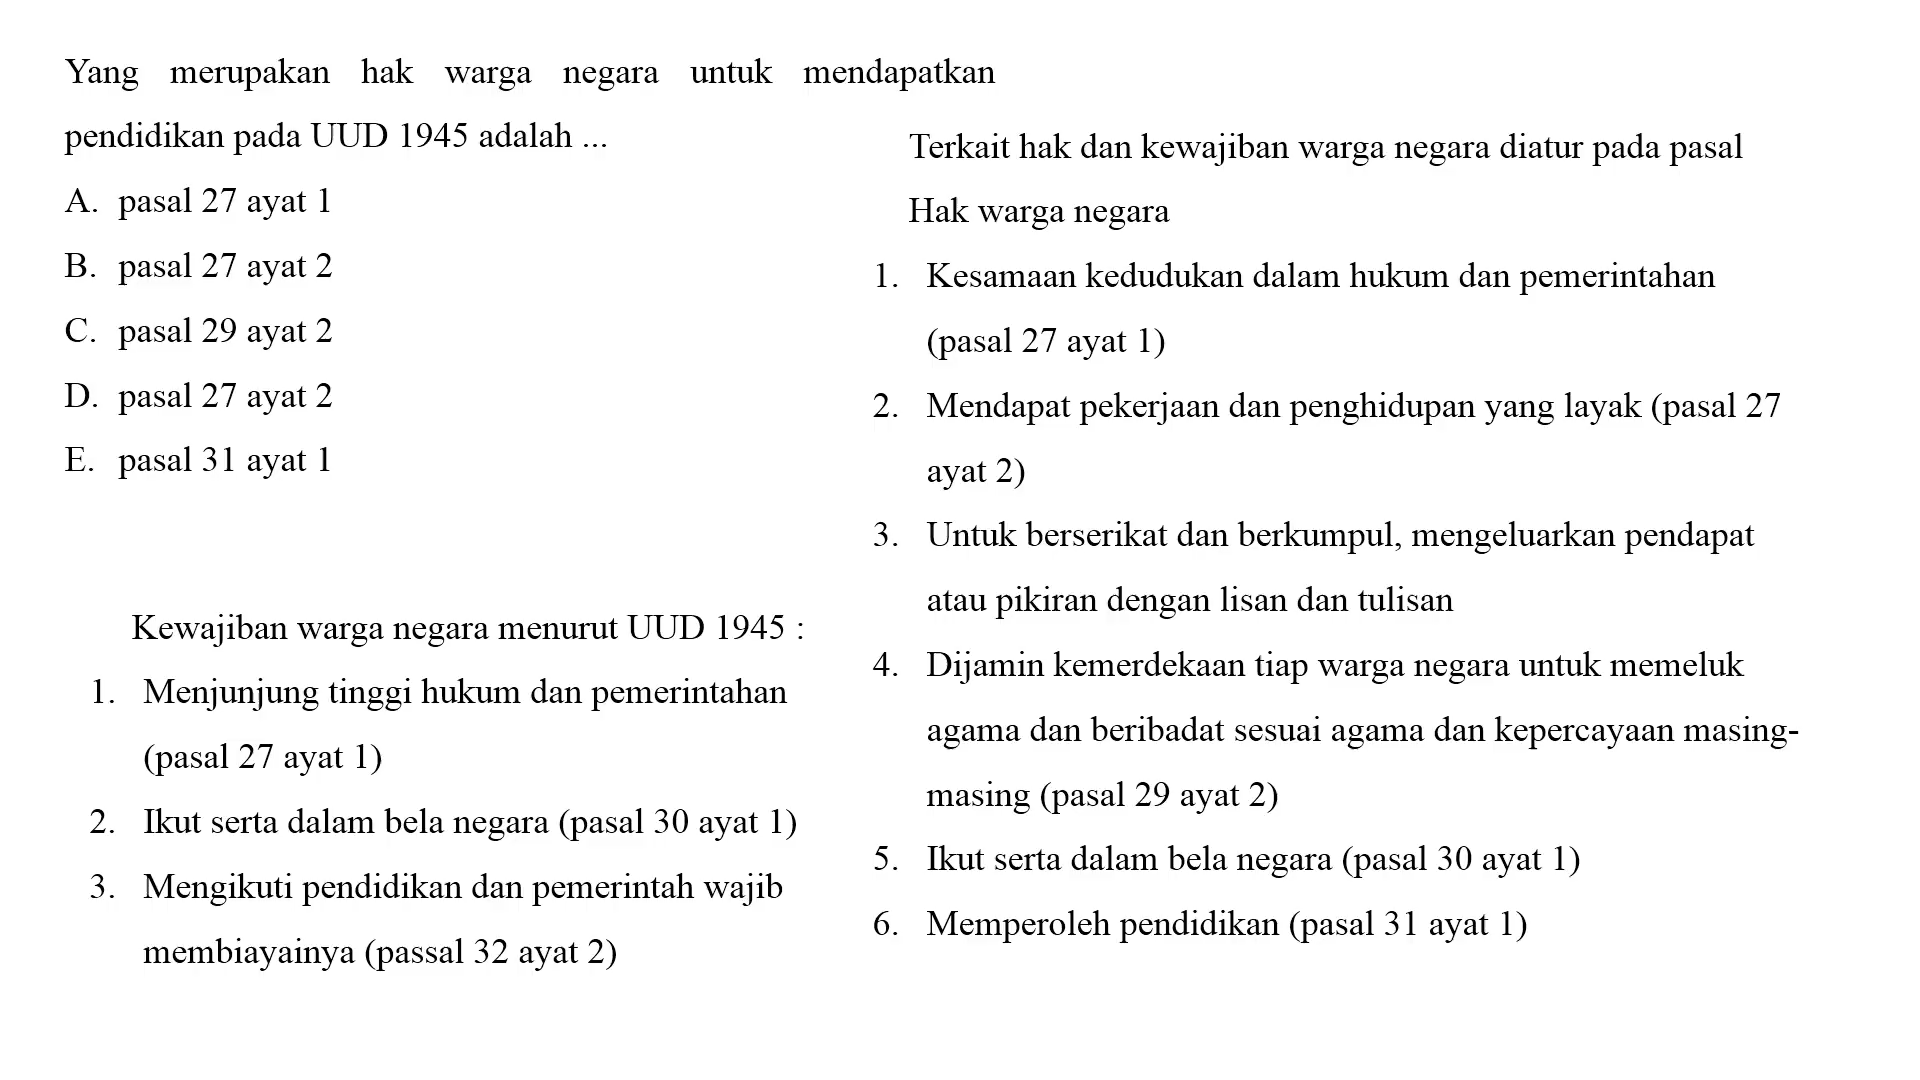 Yang merupakan hak warga negara untuk mendapatkan
pendidikan pada UUD 1945 adalah ...
A. pasal 27 ayat 1
B. pasal 27 ayat 2
C. pasal 29 ayat 2
D. pasal 27 ayat 2
E. pasal 31 ayat 1
Kewajiban warga negara menurut UUD 1945 :
1. Menjunjung tinggi hukum dan pemerintahan
(pasal 27 ayat 1)
2. Ikut serta dalam bela negara (pasal 30 ayat 1)
3. Mengikuti pendidikan dan pemerintah wajib
membiayainya (passal 32 ayat 2)
Terkait hak dan kewajiban warga negara diatur pada pasal
Hak warga negara
1. Kesamaan kedudukan dalam hukum dan pemerintahan
(pasal 27 ayat 1)
2. Mendapat pekerjaan dan penghidupan yang layak (pasal 27
ayat 2)
3. Untuk berserikat dan berkumpul, mengeluarkan pendapat
atau pikiran dengan lisan dan tulisan
4. Dijamin kemerdekaan tiap warga negara untuk memeluk
agama dan beribadat sesuai agama dan kepercayaan masing-
masing (pasal 29 ayat 2)
5. Ikut serta dalam bela negara (pasal 30 ayat 1)
6. Memperoleh pendidikan (pasal 31 ayat 1)